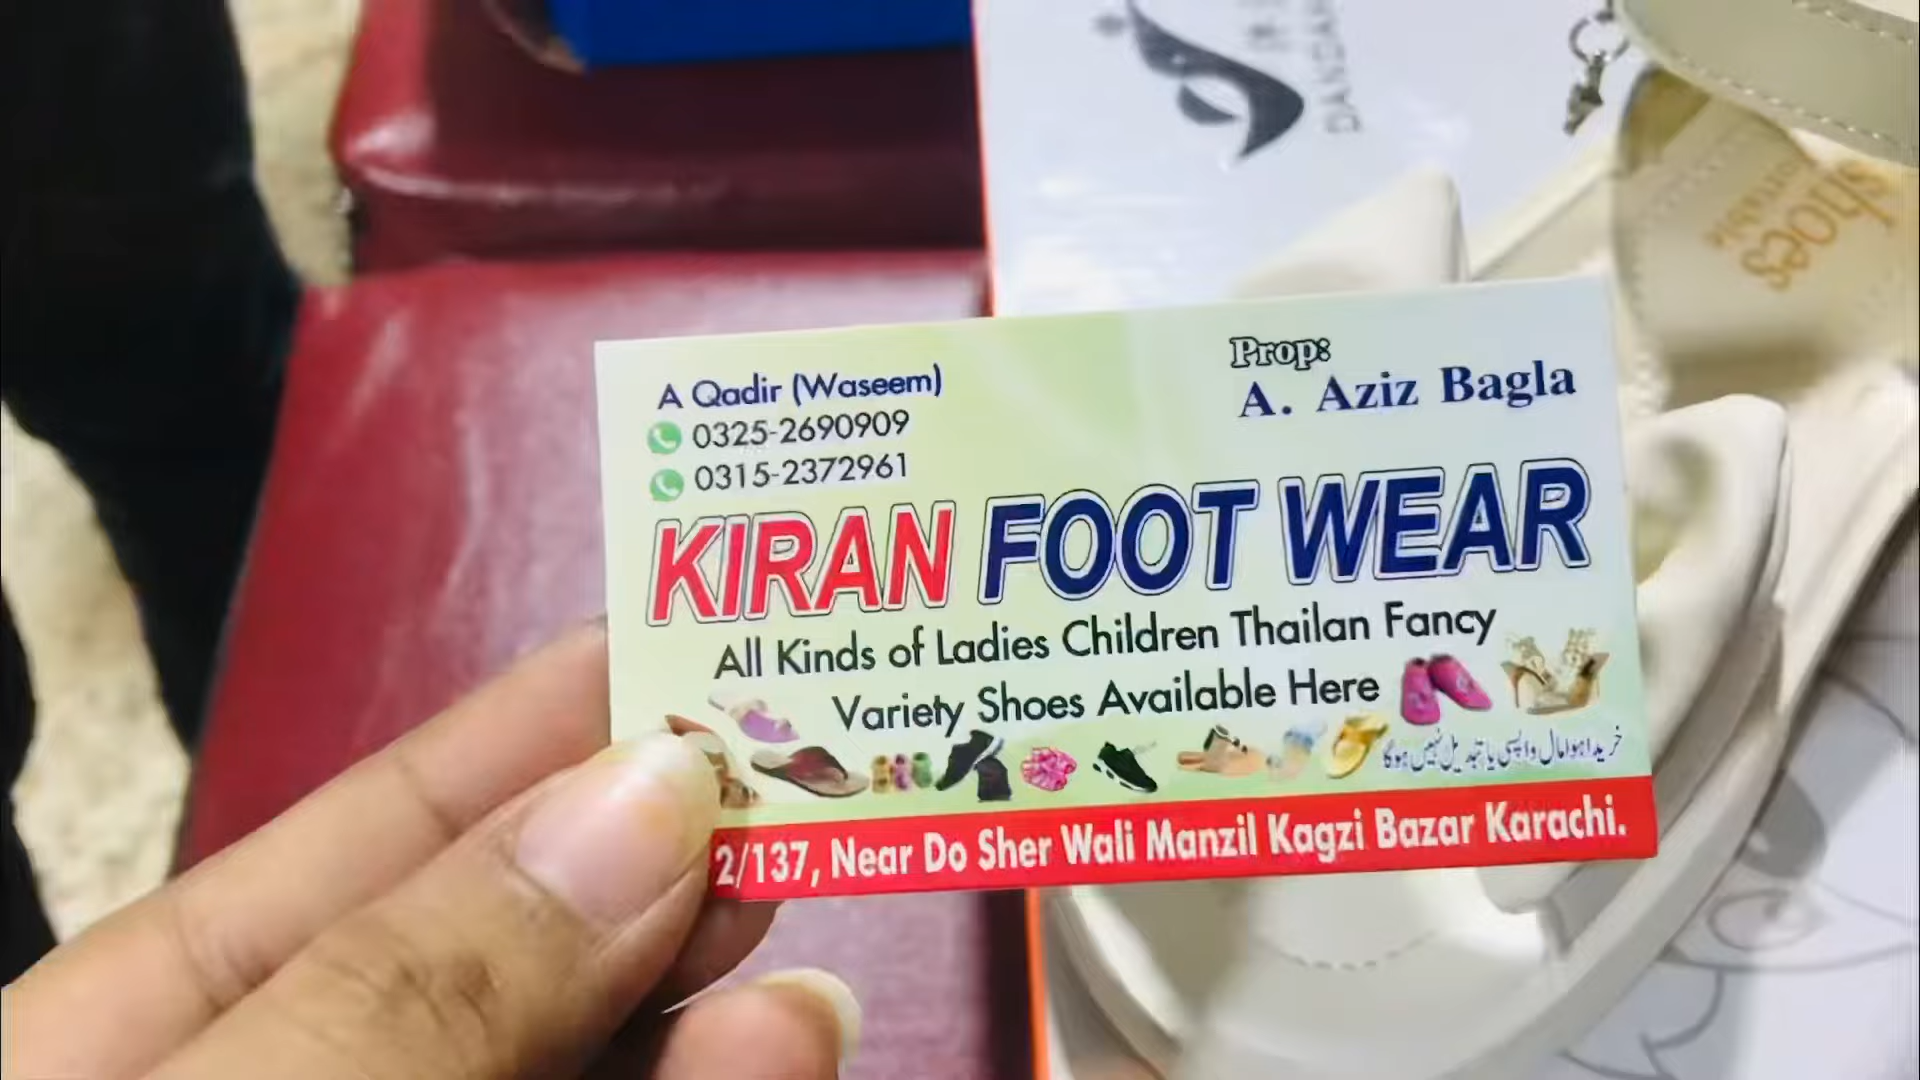 A Qadir (Waseem)
0325-2690909
0315-2372961
Prop:
A. Aziz Bagla
KIRAN FOOT WEAR
All Kinds of Ladies Children Thailan Fancy
Variety Shoes Available Here
خریدا ہوا مال واپسی یا تبدیل نہیں ہوگا
2/137, Near Do Sher Wali Manzil Kagzi Bazar Karachi.
shoes